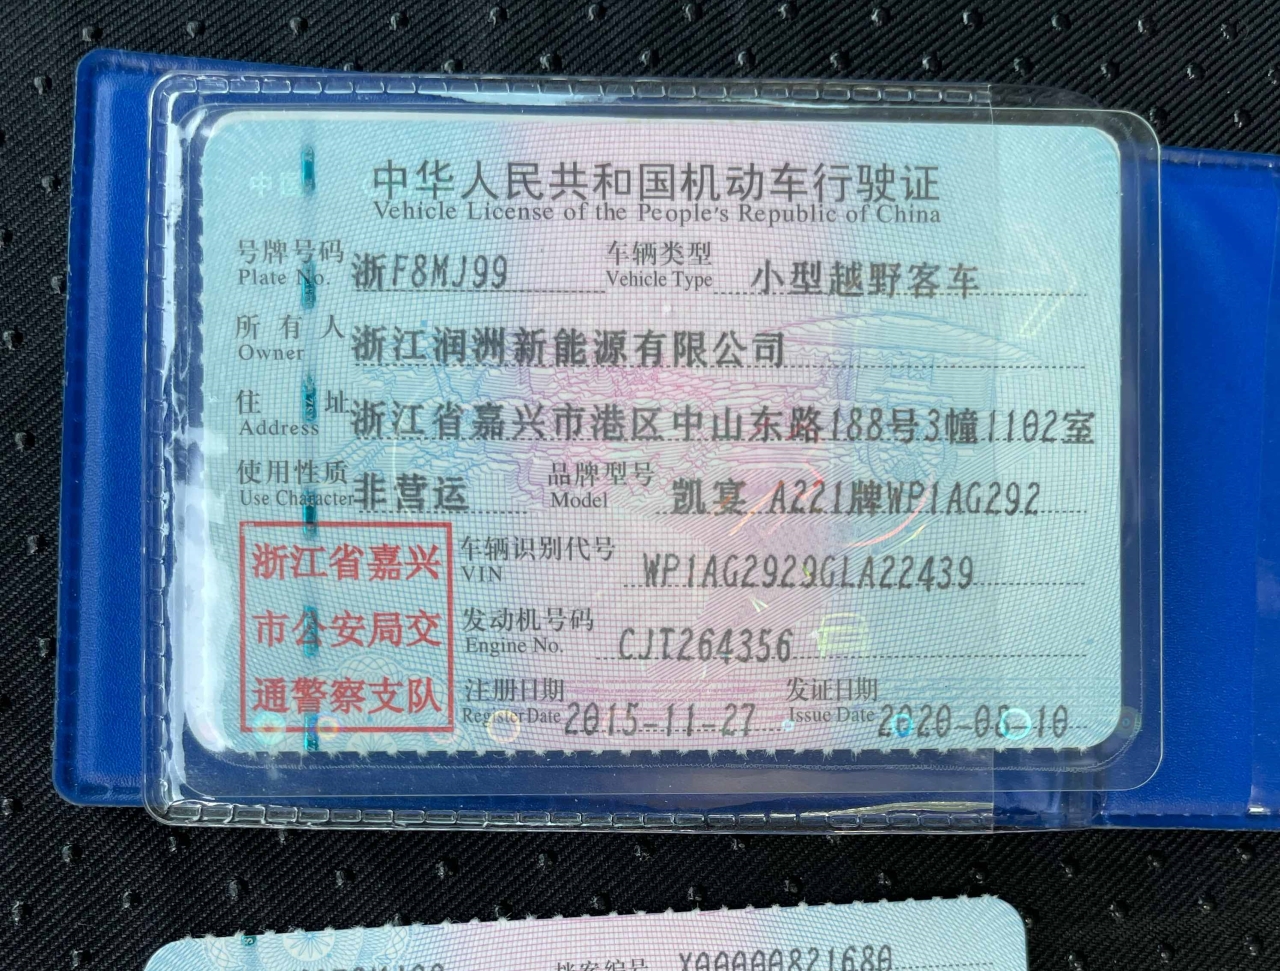 中华人民共和国机动车行驶证
Vehicle License of the People's Republic of China
号牌号码 浙F8MJ99 车辆类型 小型越野客车
Plate No. Vehicle Type
所有人 浙江润洲新能源有限公司
Owner
住址 浙江省嘉兴市港区中山东路188号3幢1102室
Address
使用性质 非营运 品牌型号 凯宴 A221牌WP1AG292
Use Character Model
浙江省嘉兴
市公安局交
通警察支队
车辆识别代号 WP1AG2929GLA22439
VIN
发动机号码 CJT264356
Engine No.
注册日期 2015-11-27 发证日期 2020-08-10
Register Date Issue Date
档案编号 X00000821680